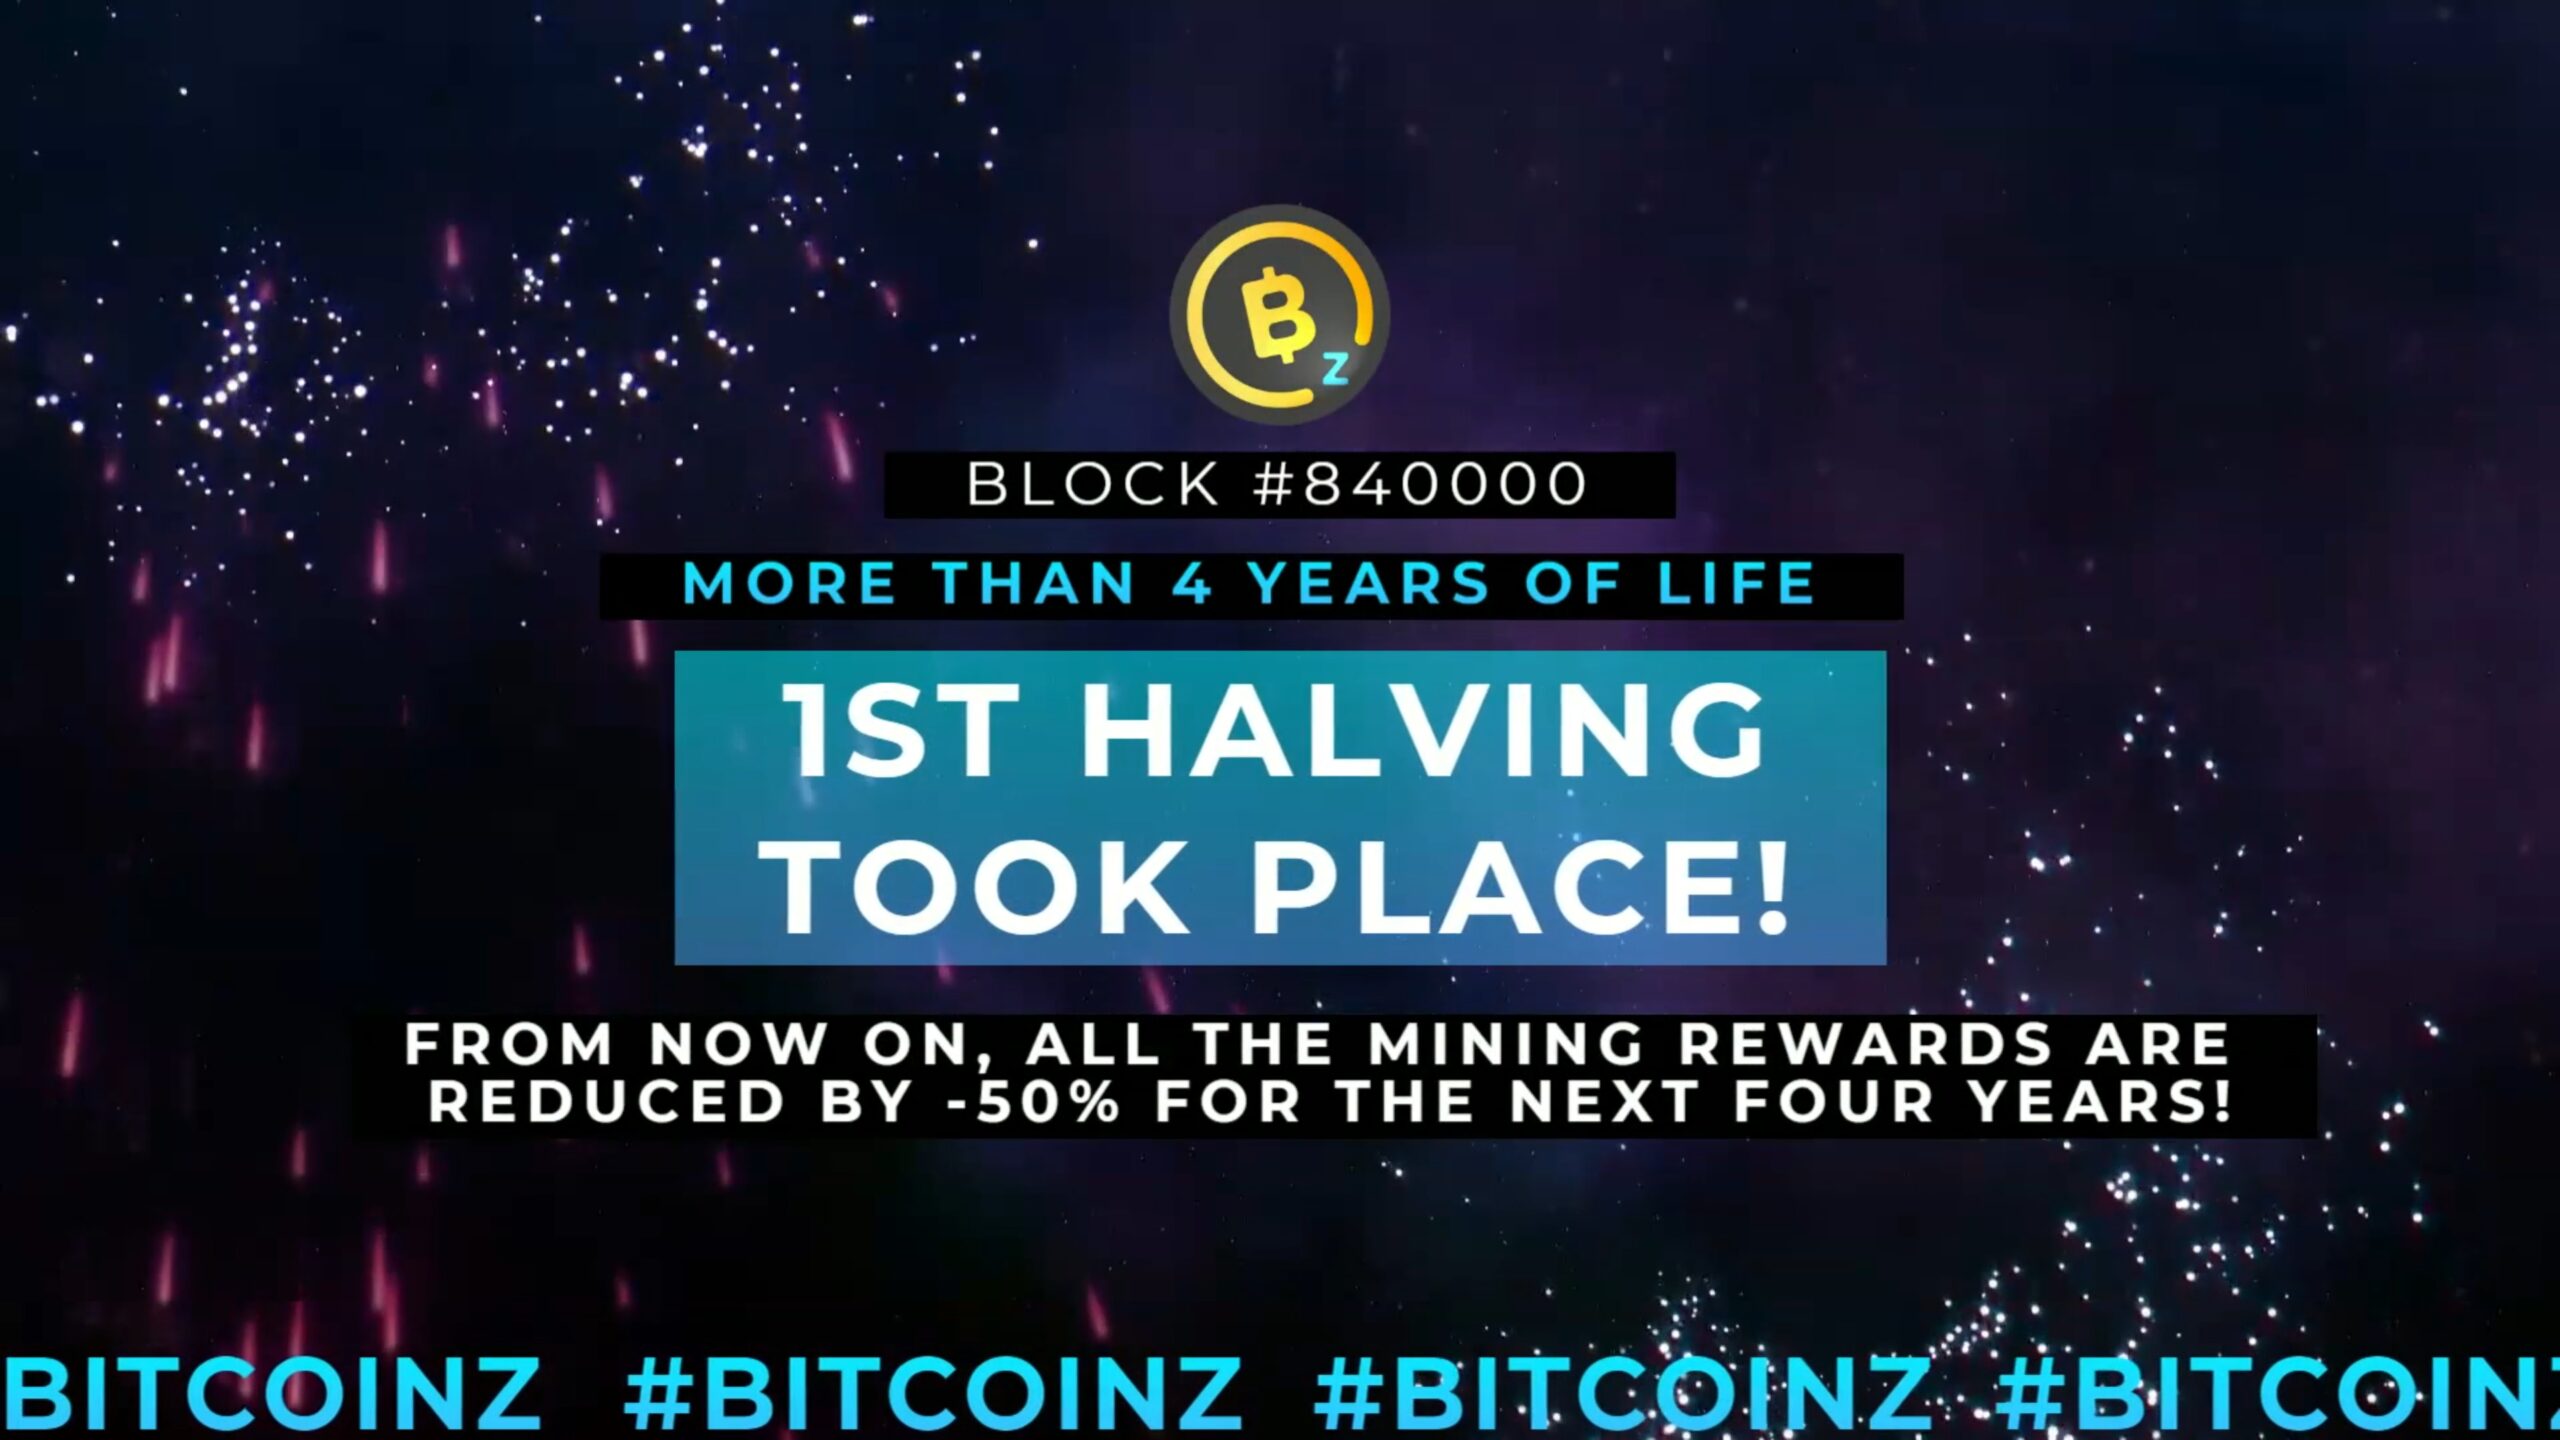 BZ
BLOCK #840000
MORE THAN 4 YEARS OF LIFE
1ST HALVING
TOOK PLACE!
FROM NOW ON, ALL THE MINING REWARDS ARE
REDUCED BY -50% FOR THE NEXT FOUR YEARS!
BITCOINZ #BITCOINZ #BITCOINZ #BITCOINZ